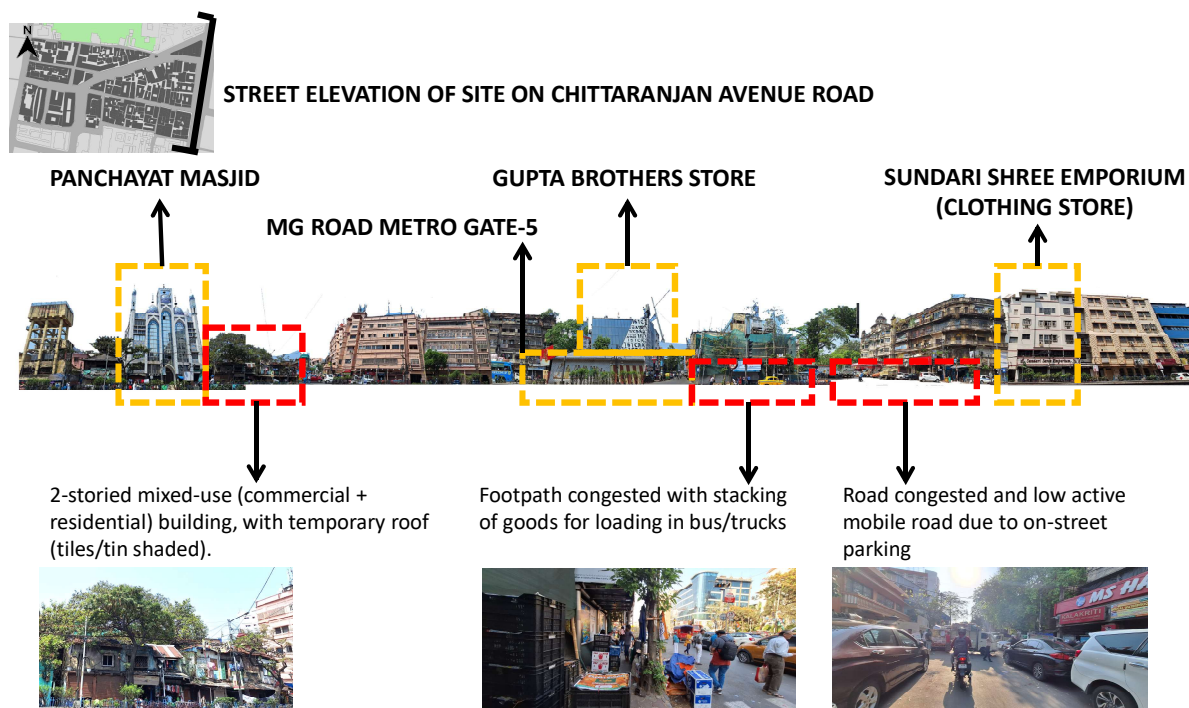 N
STREET ELEVATION OF SITE ON CHITTARANJAN AVENUE ROAD
PANCHAYAT MASJID
GUPTA BROTHERS STORE
SUNDARI SHREE EMPORIUM
(CLOTHING STORE)
MG ROAD METRO GATE-5
2-storied mixed-use (commercial +
residential) building, with temporary roof
(tiles/tin shaded).
Footpath congested with stacking
of goods for loading in bus/trucks
Road congested and low active
mobile road due to on-street
parking
MS HA